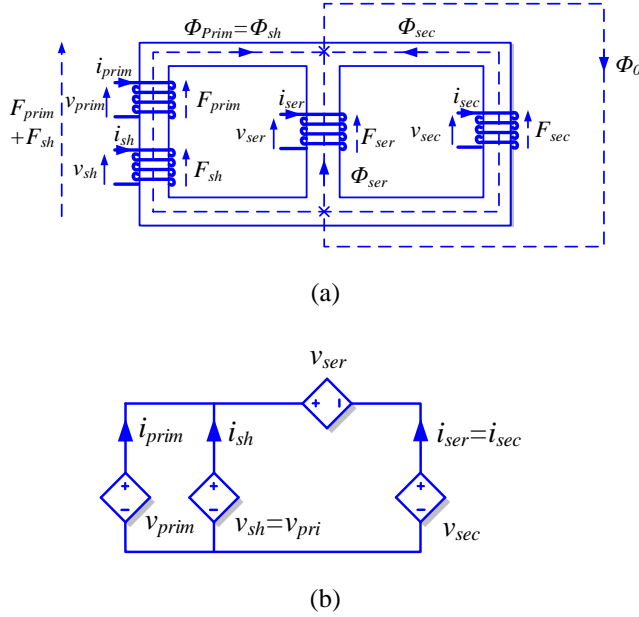 Φ_Prim=Φ_sh
Φ_sec
Φ_0
i_prim
F_prim
+F_sh
v_prim
F_prim
i_sh
v_sh
F_sh
i_ser
v_ser
F_ser
Φ_ser
i_sec
v_sec
F_sec
(a)
v_ser
i_prim
i_sh
i_ser=i_sec
v_prim
v_sh=v_pri
v_sec
+
-
+
-
+
-
+
(b)